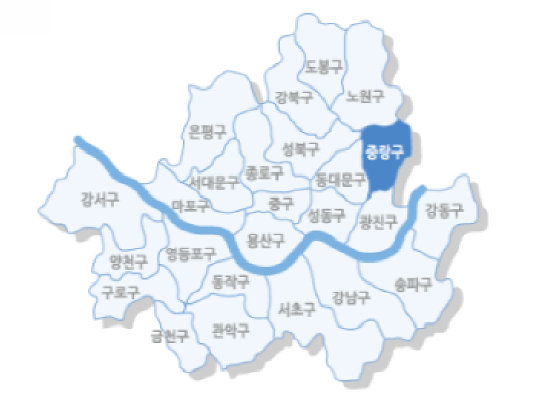 도봉구
강북구
노원구
은평구
성북구
중랑구
종로구
서대문구
동대문구
강서구
마포구
중구
성동구
광진구
강동구
용산구
양천구
영등포구
동작구
송파구
구로구
서초구
강남구
금천구
관악구